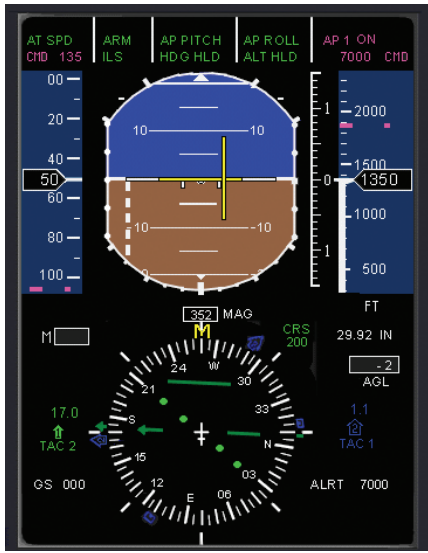 AT SPD ARM AP PITCH AP ROLL AP 1 ON
CMD 135 ILS HDG HLD ALT HLD 7000 CMD
00
20
40
50
60
80
100
10 10
10 10
0 0
1
0
1
2000
1500
1350
1000
500
FT
352 MAG
M
CRS
200
29.92 IN
-2
AGL
24 W 30
21 33
S N
15 03
12 E 06
17.0
TAC 2
1.1
2
TAC 1
GS 000
ALRT 7000